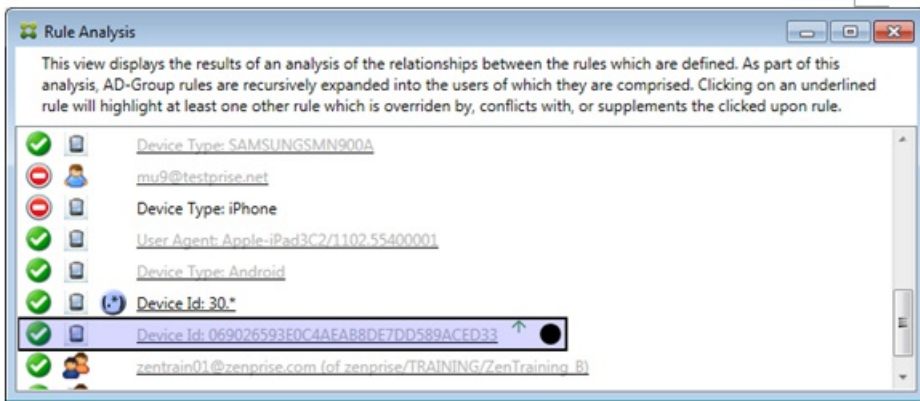 Rule Analysis
This view displays the results of an analysis of the relationships between the rules which are defined. As part of this
analysis, AD-Group rules are recursively expanded into the users of which they are comprised. Clicking on an underlined
rule will highlight at least one other rule which is overriden by, conflicts with, or supplements the clicked upon rule.
Device Type: SAMSUNGSMN900A
mu9@testprise.net
Device Type: iPhone
User Agent: Apple-iPad3C2/1102.55400001
Device Type: Android
(.*) Device Id: 30.*
Device Id: 069026593E0C4AEAB8DE7DD589ACED33
zentrain01@zenprise.com (of zenprise/TRAINING/ZenTraining_B)